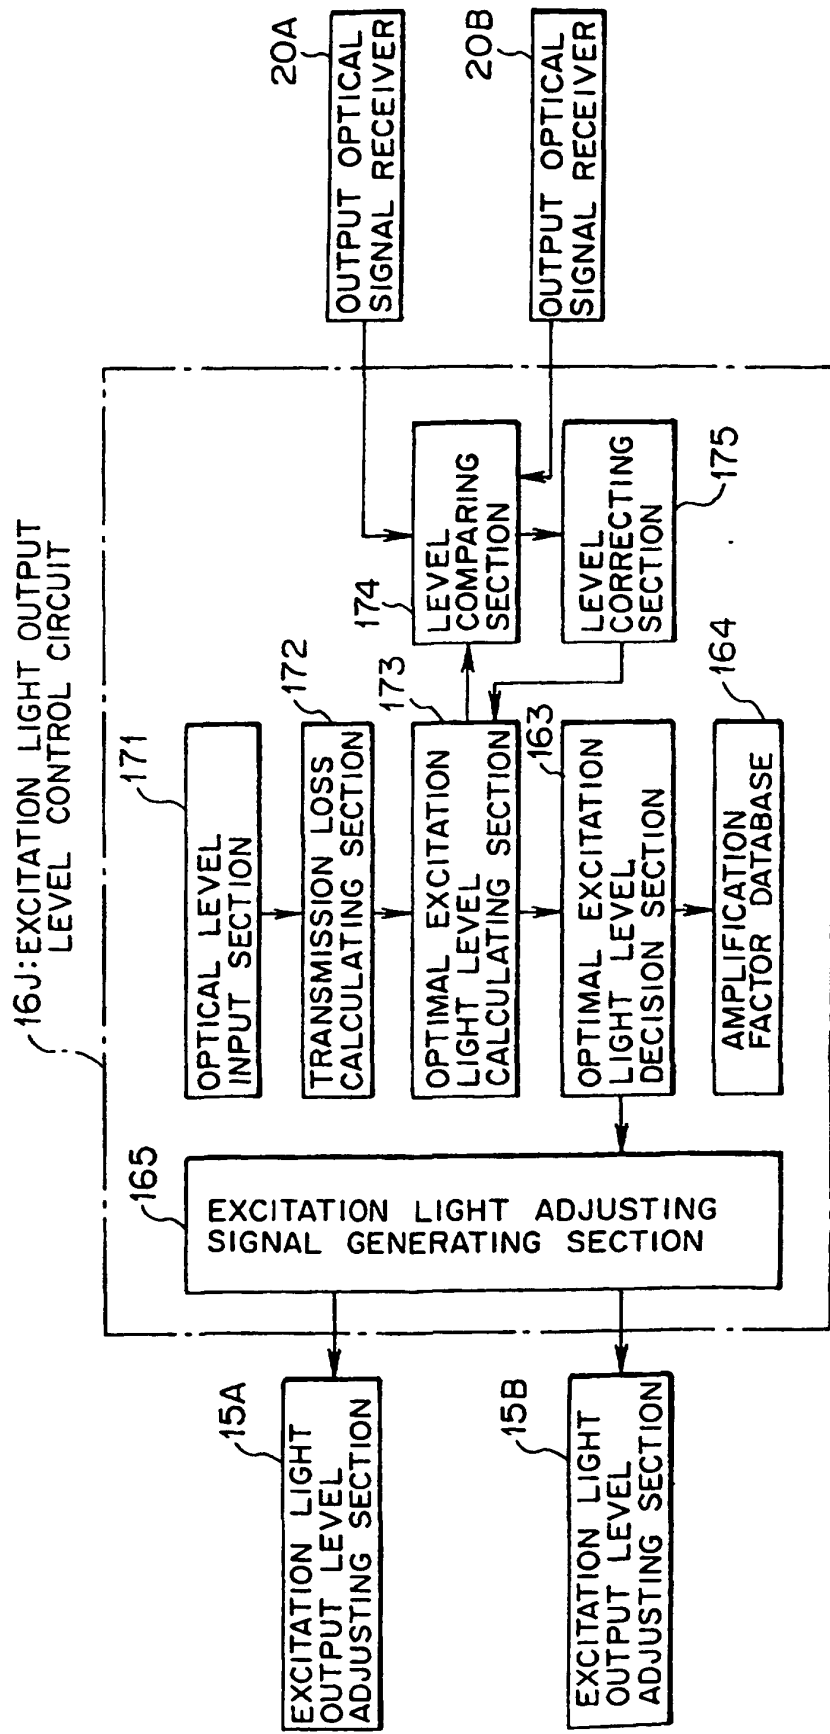 16J:EXCITATION LIGHT OUTPUT
LEVEL CONTROL CIRCUIT
15A
EXCITATION LIGHT
OUTPUT LEVEL
ADJUSTING SECTION
15B
EXCITATION LIGHT
OUTPUT LEVEL
ADJUSTING SECTION
165
EXCITATION LIGHT ADJUSTING
SIGNAL GENERATING SECTION
171
OPTICAL LEVEL
INPUT SECTION
172
TRANSMISSION LOSS
CALCULATING SECTION
173
OPTIMAL EXCITATION
LIGHT LEVEL
CALCULATING SECTION
163
OPTIMAL EXCITATION
LIGHT LEVEL
DECISION SECTION
164
AMPLIFICATION
FACTOR DATABASE
174
LEVEL
COMPARING
SECTION
175
LEVEL
CORRECTING
SECTION
20A
OUTPUT OPTICAL
SIGNAL RECEIVER
20B
OUTPUT OPTICAL
SIGNAL RECEIVER